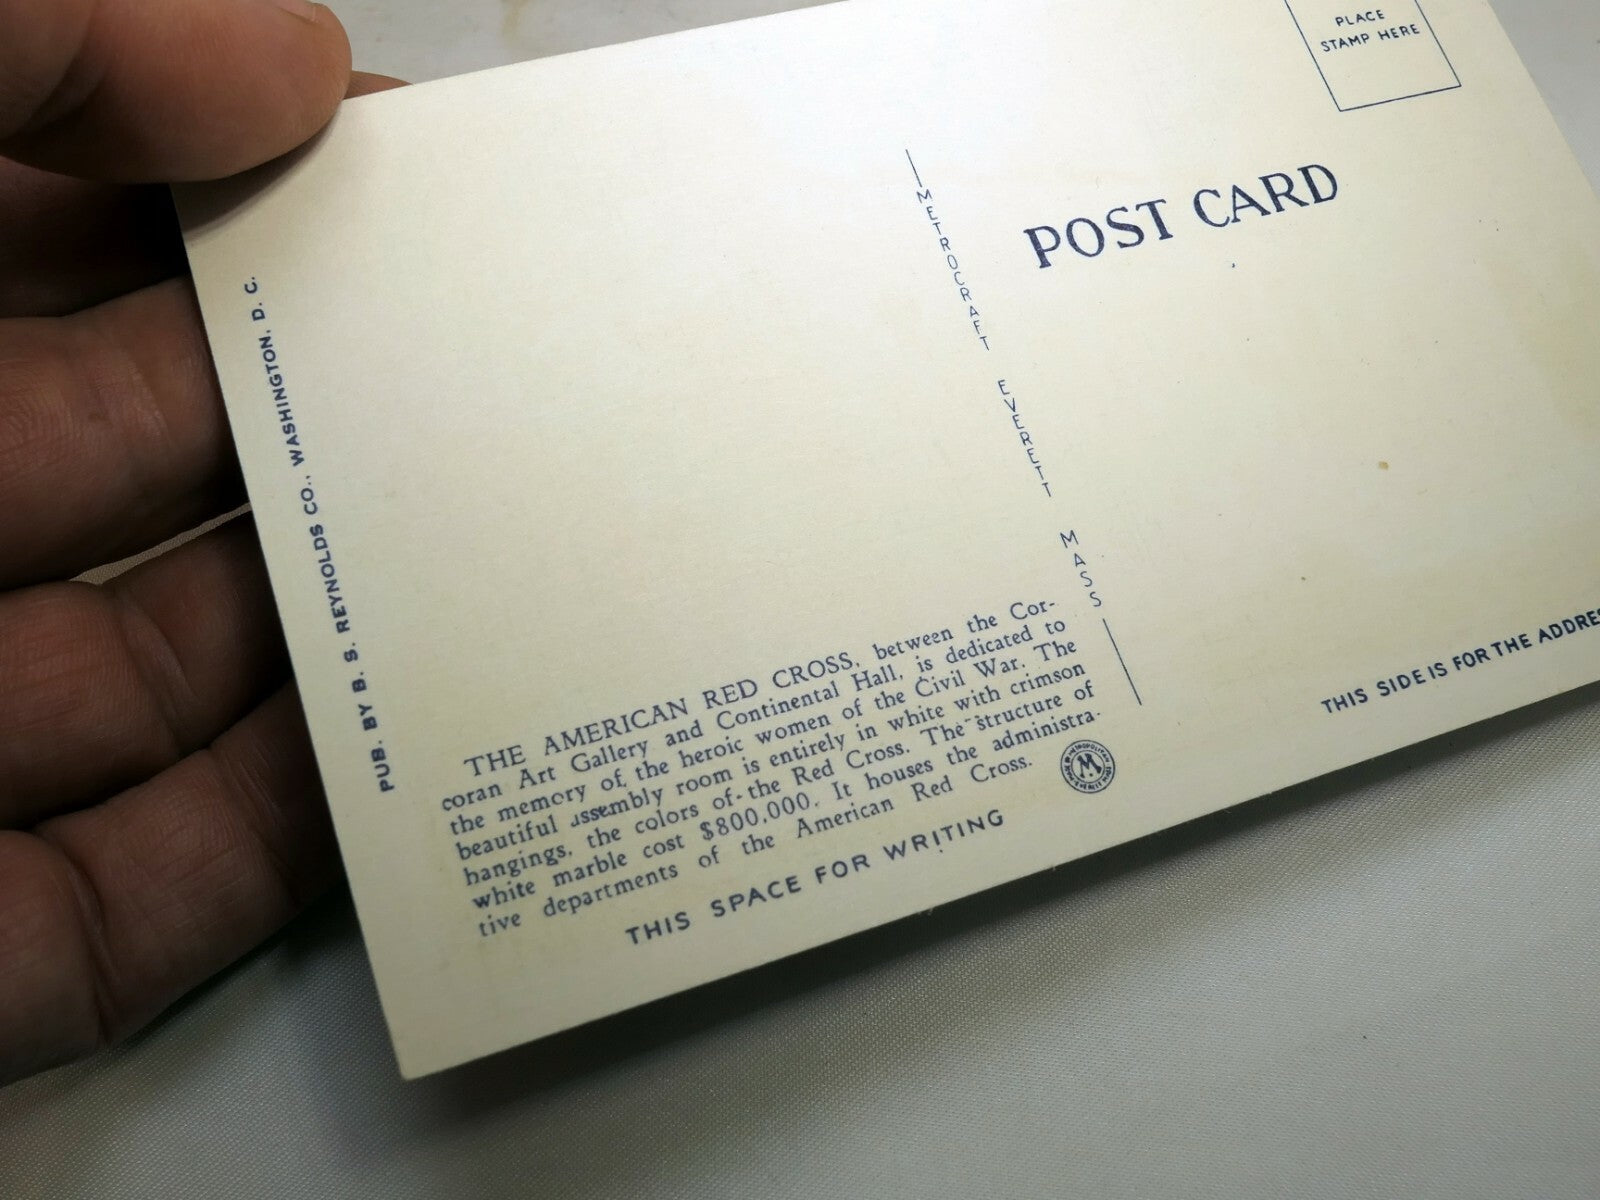 PLACE
STAMP HERE
POST CARD
METROCRAFT EVERETT MASS
PUB. BY B. S. REYNOLDS CO., WASHINGTON, D. C.
THE AMERICAN RED CROSS, between the Cor-
coran Art Gallery and Continental Hall, is dedicated to
the memory of the heroic women of the Civil War. The
beautiful assembly room is entirely in white with crimson
hangings, the colors of the Red Cross. The structure of
white marble cost $800,000. It houses the administra-
tive departments of the American Red Cross.
THIS SPACE FOR WRITING
M
THIS SIDE IS FOR THE ADDRES